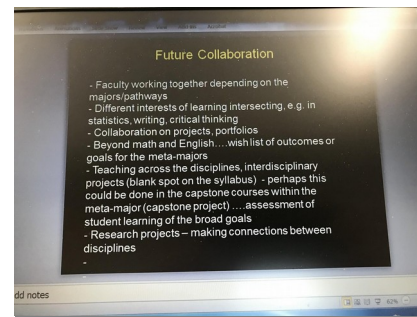 Future Collaboration
- Faculty working together depending on the
majors/pathways
- Different interests of learning intersecting, e.g. in
statistics, writing, critical thinking
- Collaboration on projects, portfolios
- Beyond math and English....wish list of outcomes or
goals for the meta-majors
- Teaching across the disciplines, interdisciplinary
projects (blank spot on the syllabus) - perhaps this
could be done in the capstone courses within the
meta-major (capstone project) ....assessment of
student learning of the broad goals
- Research projects – making connections between
disciplines
-
dd notes
62%